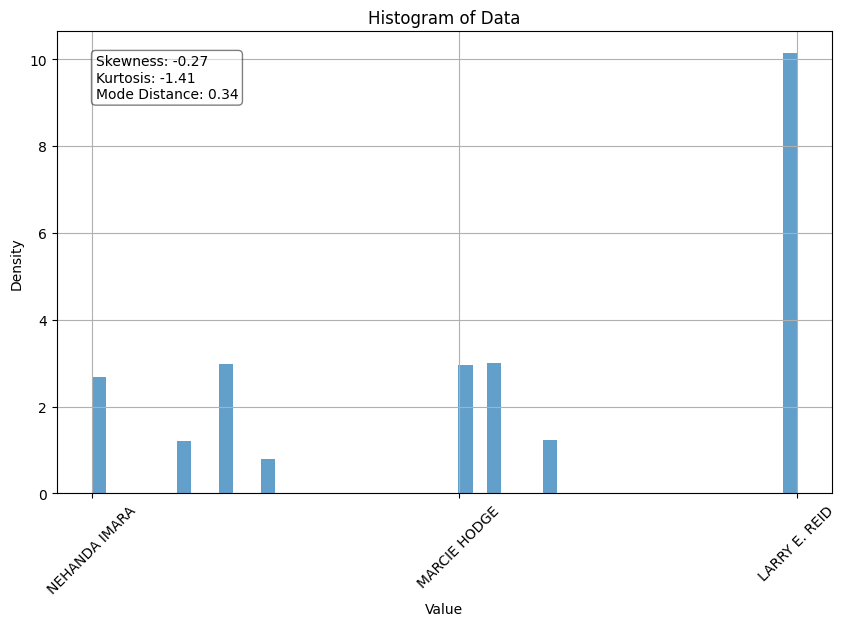 Histogram of Data
Skewness: -0.27
Kurtosis: -1.41
Mode Distance: 0.34
10
8
6
4
2
0
Density
NEHANDA IMARA
MARCIE HODGE
LARRY E. REID
Value